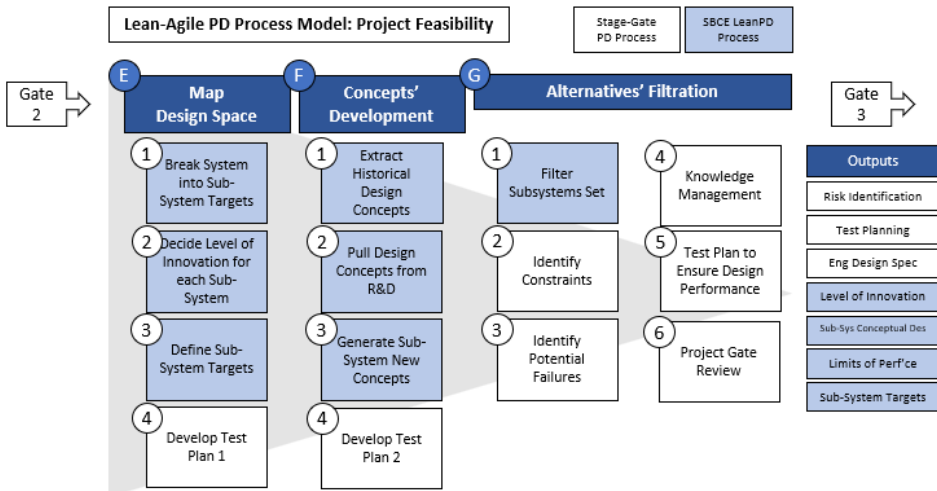 Lean-Agile PD Process Model: Project Feasibility
Stage-Gate
PD Process
SBCE LeanPD
Process
Gate
2
E
Map
Design Space
F
Concepts'
Development
G
Alternatives' Filtration
Gate
3
1
Break System
into Sub-
System Targets
2
Decide Level of
Innovation for
each Sub-
System
3
Define Sub-
System Targets
4
Develop Test
Plan 1
1
Extract
Historical
Design
Concepts
2
Pull Design
Concepts from
R&D
3
Generate Sub-
System New
Concepts
4
Develop Test
Plan 2
1
Filter
Subsystems Set
2
Identify
Constraints
3
Identify
Potential
Failures
4
Knowledge
Management
5
Test Plan to
Ensure Design
Performance
6
Project Gate
Review
Outputs
Risk Identification
Test Planning
Eng Design Spec
Level of Innovation
Sub-Sys Conceptual Des
Limits of Perf'ce
Sub-System Targets